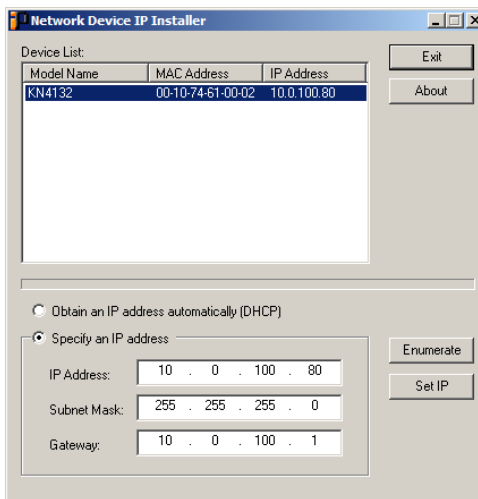 Network Device IP Installer
Device List:
Exit
Model Name MAC Address IP Address
KN4132 00-10-74-61-00-02 10.0.100.80
About
Obtain an IP address automatically (DHCP)
Specify an IP address
Enumerate
IP Address: 10 . 0 . 100 . 80
Set IP
Subnet Mask: 255 . 255 . 255 . 0
Gateway: 10 . 0 . 100 . 1